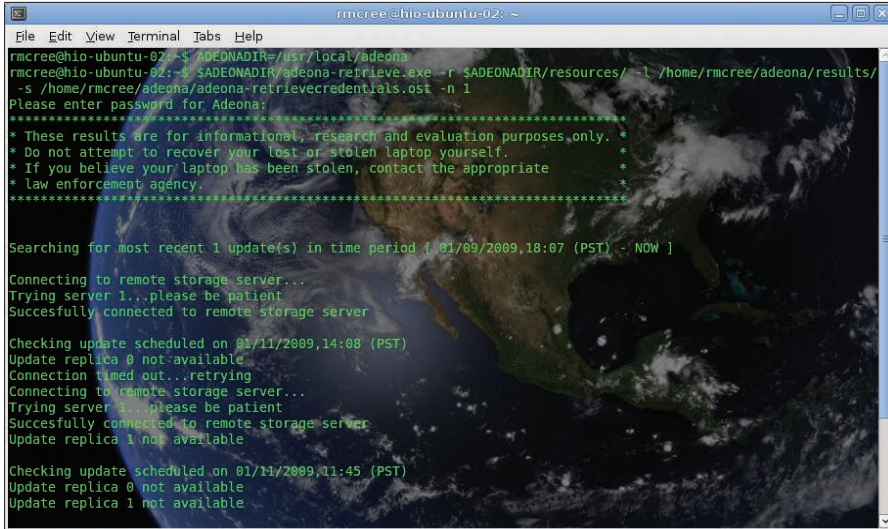 rmcree@hio-ubuntu-02: ~
File Edit View Terminal Tabs Help
rmcree@hio-ubuntu-02:~$ ADEONADIR=/usr/local/adeona
rmcree@hio-ubuntu-02:~$ $ADEONADIR/adeona-retrieve.exe -r $ADEONADIR/resources/ -l /home/rmcree/adeona/results/
-s /home/rmcree/adeona/adeona-retrievecredentials.ost -n 1
Please enter password for Adeona:
*******************************************************************************
* These results are for informational, research and evaluation purposes only. *
* Do not attempt to recover your lost or stolen laptop yourself. *
* If you believe your laptop has been stolen, contact the appropriate *
* law enforcement agency. *
*******************************************************************************
Searching for most recent 1 update(s) in time period [ 01/09/2009,18:07 (PST) - NOW ]
Connecting to remote storage server...
Trying server 1...please be patient
Succesfully connected to remote storage server
Checking update scheduled on 01/11/2009,14:08 (PST)
Update replica 0 not available
Connection timed out...retrying
Connecting to remote storage server...
Trying server 1...please be patient
Succesfully connected to remote storage server
Update replica 1 not available
Checking update scheduled on 01/11/2009,11:45 (PST)
Update replica 0 not available
Update replica 1 not available